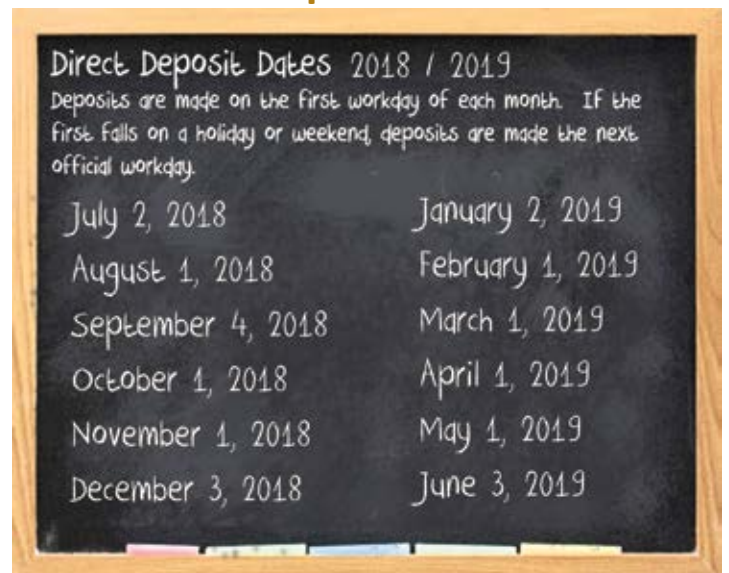 Direct Deposit Dates 2018 / 2019
Deposits are made on the first workday of each month. If the
first falls on a holiday or weekend, deposits are made the next
official workday.
July 2, 2018
August 1, 2018
September 4, 2018
October 1, 2018
November 1, 2018
December 3, 2018
January 2, 2019
February 1, 2019
March 1, 2019
April 1, 2019
May 1, 2019
June 3, 2019